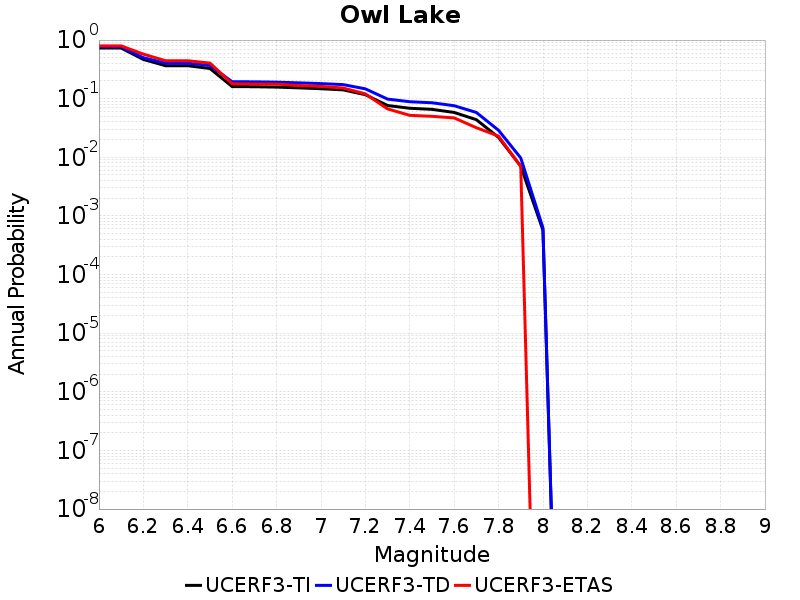 Owl Lake
Annual Probability
10^0
10^-1
10^-2
10^-3
10^-4
10^-5
10^-6
10^-7
10^-8
6 6.2 6.4 6.6 6.8 7 7.2 7.4 7.6 7.8 8 8.2 8.4 8.6 8.8 9
Magnitude
UCERF3-TI UCERF3-TD UCERF3-ETAS